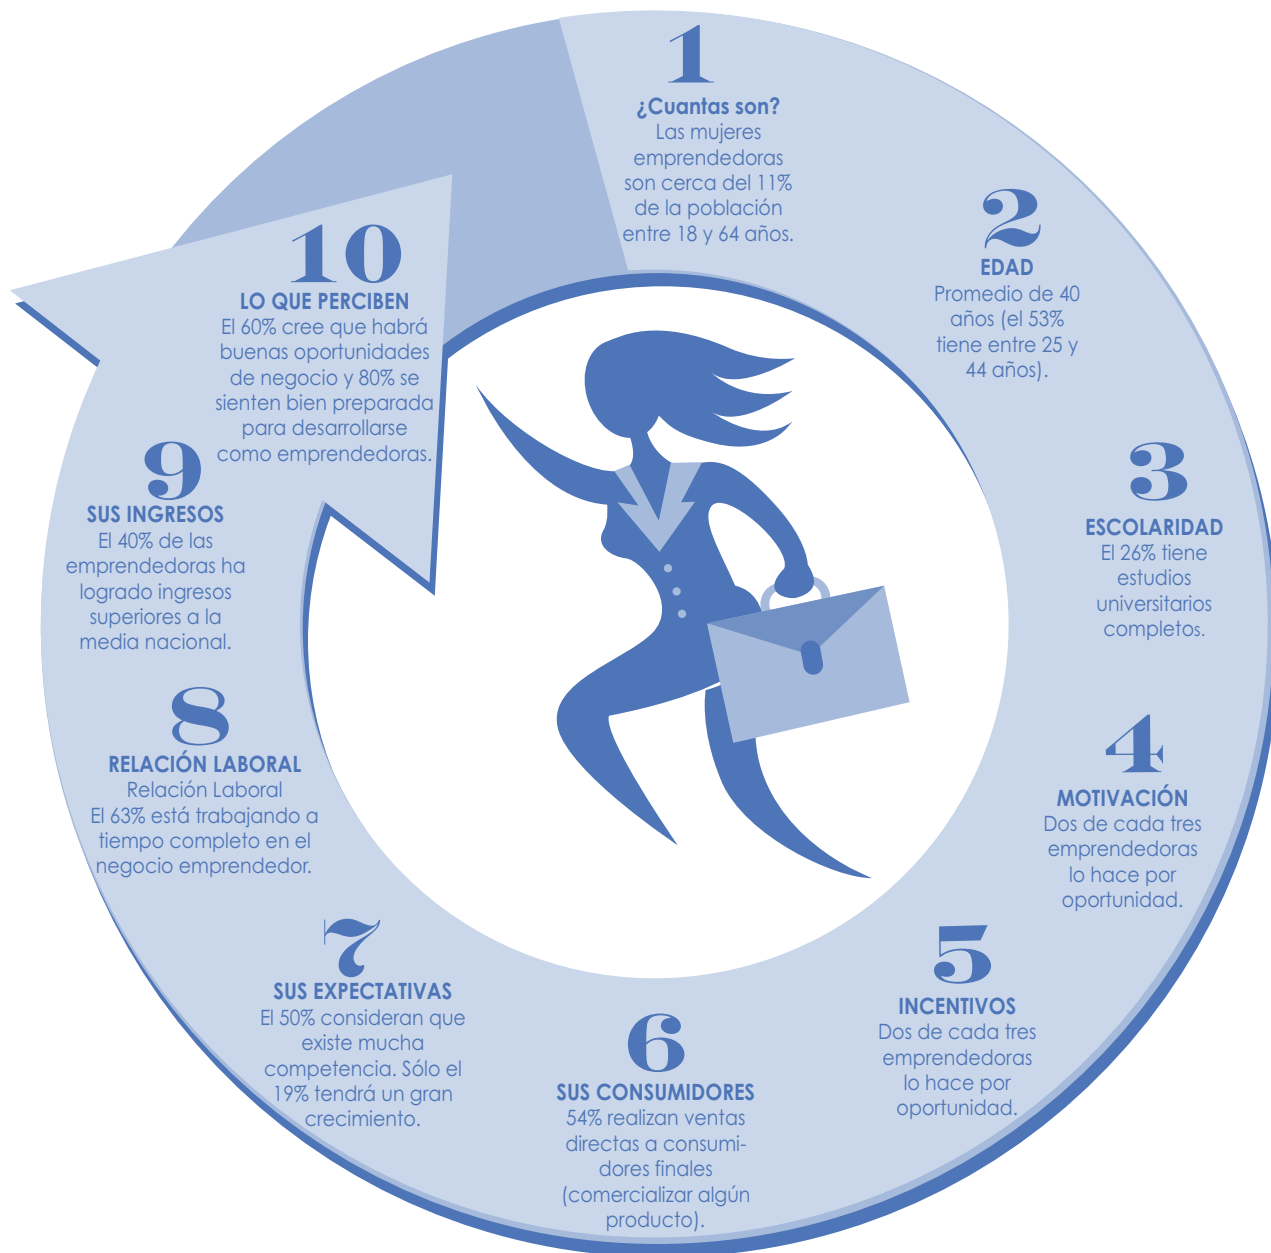 1
¿Cuantas son?
Las mujeres
emprendedoras
son cerca del 11%
de la población
entre 18 y 64 años.
2
EDAD
Promedio de 40
años (el 53%
tiene entre 25 y
44 años).
3
ESCOLARIDAD
El 26% tiene
estudios
universitarios
completos.
4
MOTIVACIÓN
Dos de cada tres
emprendedoras
lo hace por
oportunidad.
5
INCENTIVOS
Dos de cada tres
emprendedoras
lo hace por
oportunidad.
6
SUS CONSUMIDORES
54% realizan ventas
directas a consumi-
dores finales
(comercializar algún
producto).
7
SUS EXPECTATIVAS
El 50% consideran que
existe mucha
competencia. Sólo el
19% tendrá un gran
crecimiento.
8
RELACIÓN LABORAL
Relación Laboral
El 63% está trabajando a
tiempo completo en el
negocio emprendedor.
9
SUS INGRESOS
El 40% de las
emprendedoras ha
logrado ingresos
superiores a la
media nacional.
10
LO QUE PERCIBEN
El 60% cree que habrá
buenas oportunidades
de negocio y 80% se
sienten bien preparada
para desarrollarse
como emprendedoras.